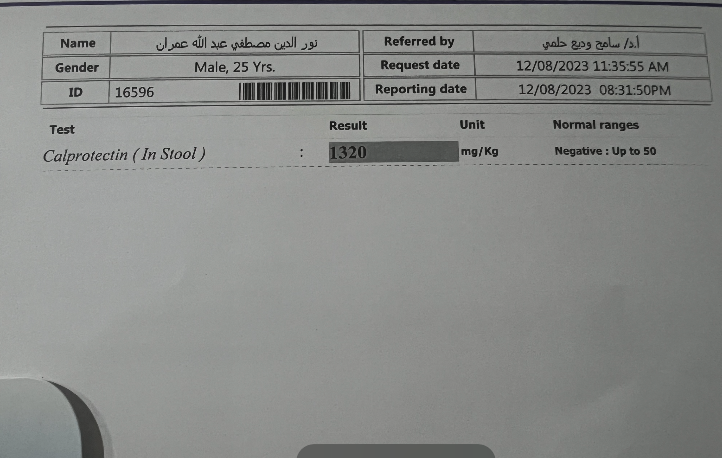 Name نور الدين مصطفي عبد الله عمران Referred by أ.د/ سامح وديع حلمي
Gender Male, 25 Yrs. Request date 12/08/2023 11:35:55 AM
ID 16596 Reporting date 12/08/2023 08:31:50PM
Test Result Unit Normal ranges
Calprotectin ( In Stool ) : 1320 mg/Kg Negative : Up to 50